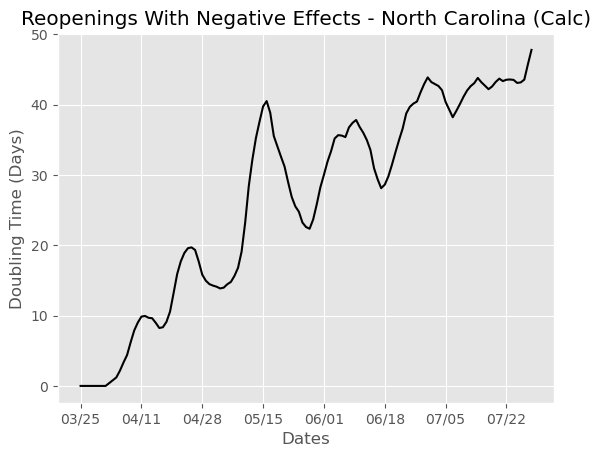 Reopenings With Negative Effects - North Carolina (Calc)
50
40
30
20
10
0
Doubling Time (Days)
03/25 04/11 04/28 05/15 06/01 06/18 07/05 07/22
Dates